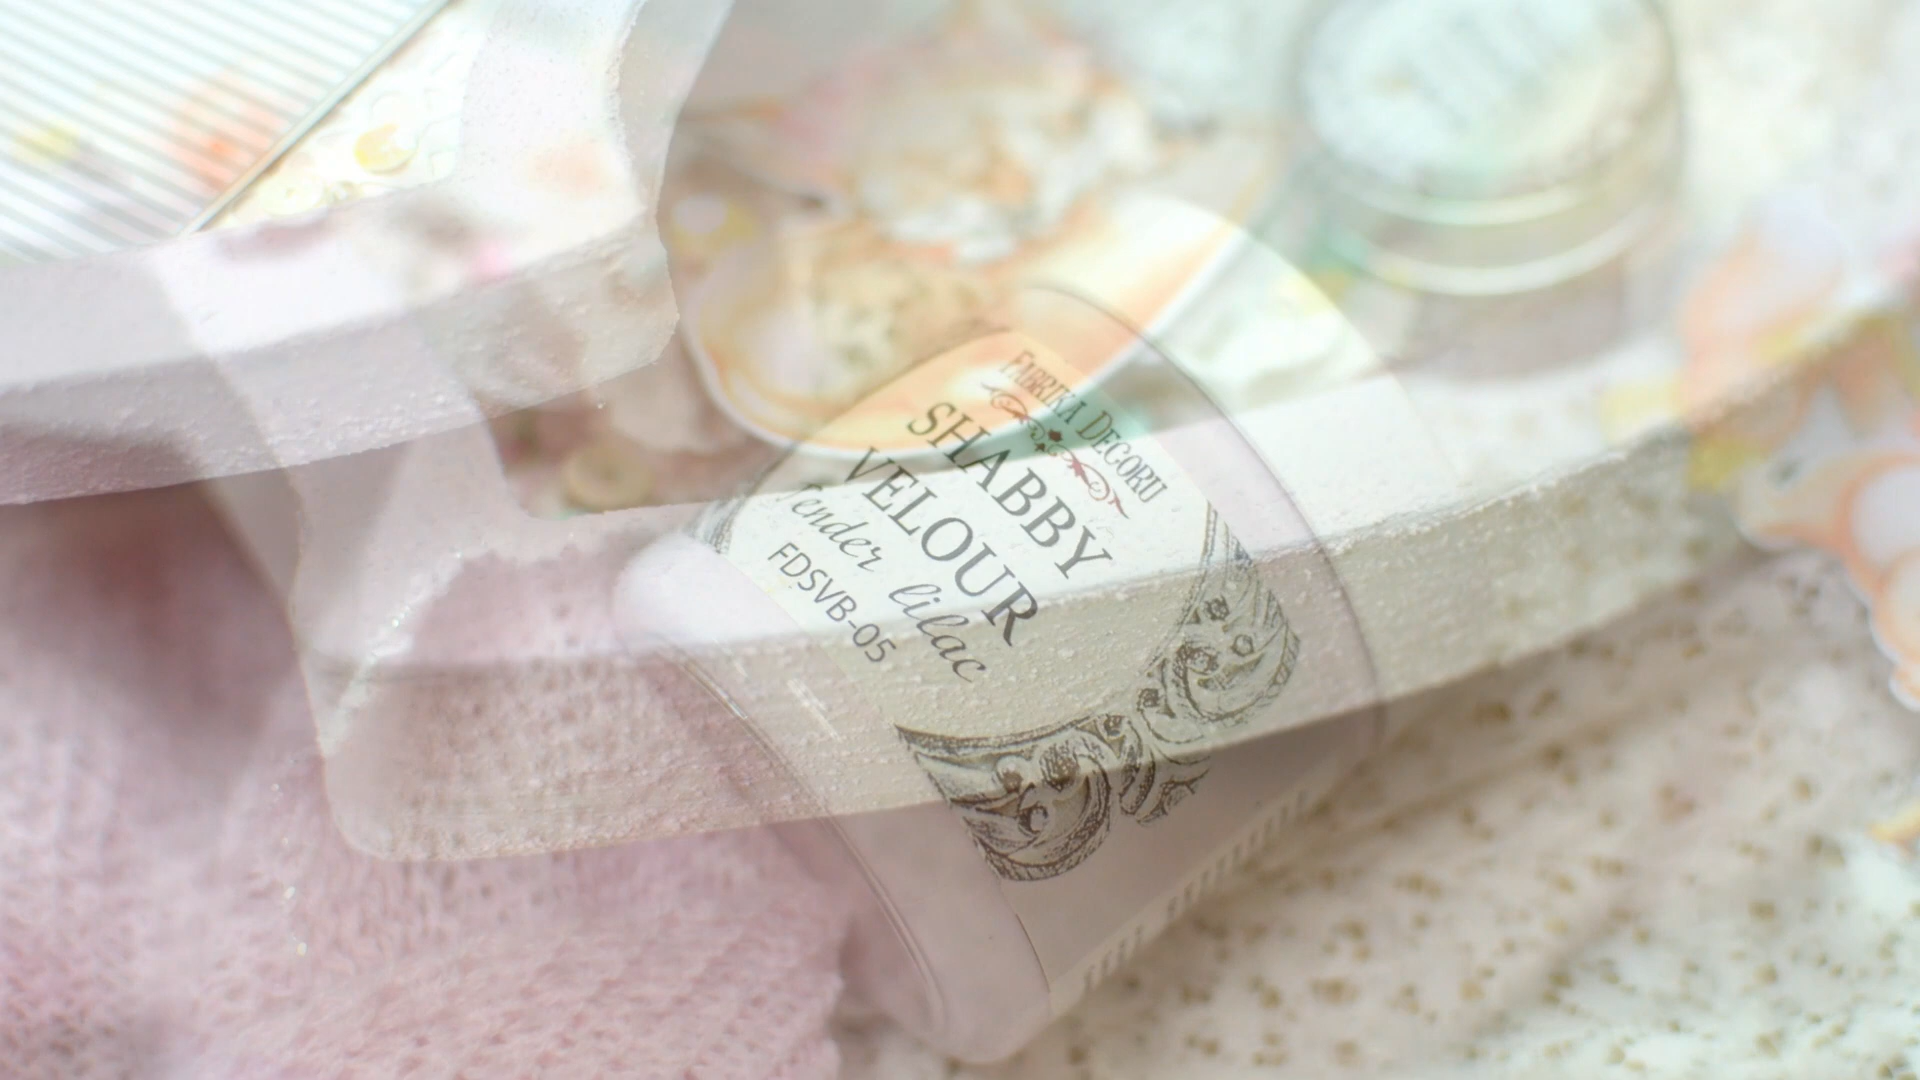 FABRIKA DECORU
SHABBY
VELOUR
Tender lilac
FDSVB-05